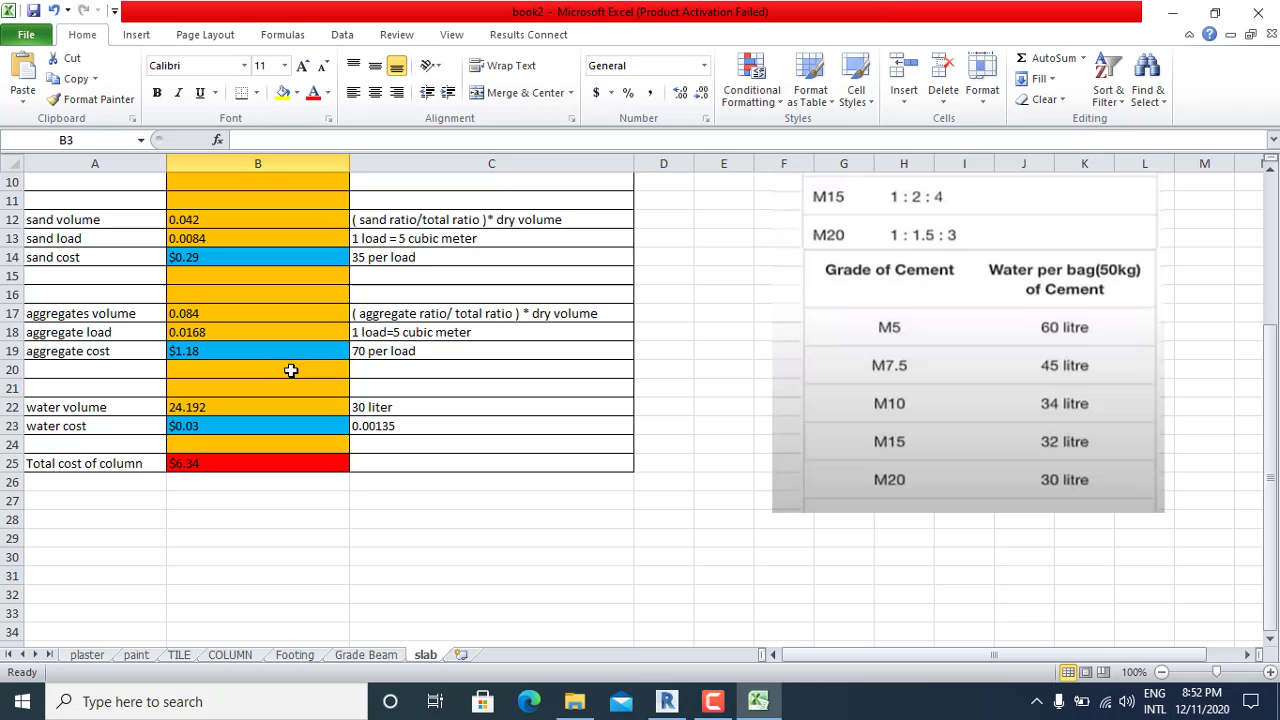 book2 - Microsoft Excel (Product Activation Failed)
File Home Insert Page Layout Formulas Data Review View Results Connect
Paste Cut Copy Format Painter Clipboard
Calibri 11 A A B I U A Font
Wrap Text Merge & Center Alignment
General $ % , Number
Conditional Formatting Format as Table Cell Styles Styles
Insert Delete Format Cells
Σ AutoSum Fill Clear Sort & Filter Find & Select Editing
B3 fx
A B C D E F G H I J K L M
10
11
12 sand volume 0.042 ( sand ratio/total ratio )* dry volume
13 sand load 0.0084 1 load = 5 cubic meter
14 sand cost $0.29 35 per load
15
16
17 aggregates volume 0.084 ( aggregate ratio/ total ratio ) * dry volume
18 aggregate load 0.0168 1 load=5 cubic meter
19 aggregate cost $1.18 70 per load
20
21
22 water volume 24.192 30 liter
23 water cost $0.03 0.00135
24
25 Total cost of column $6.34
26
27
28
29
30
31
32
33
34
M15 1 : 2 : 4
M20 1 : 1.5 : 3
Grade of Cement Water per bag(50kg) of Cement
M5 60 litre
M7.5 45 litre
M10 34 litre
M15 32 litre
M20 30 litre
plaster paint TILE COLUMN Footing Grade Beam slab
Ready 100%
Type here to search
ENG INTL
8:52 PM
12/11/2020